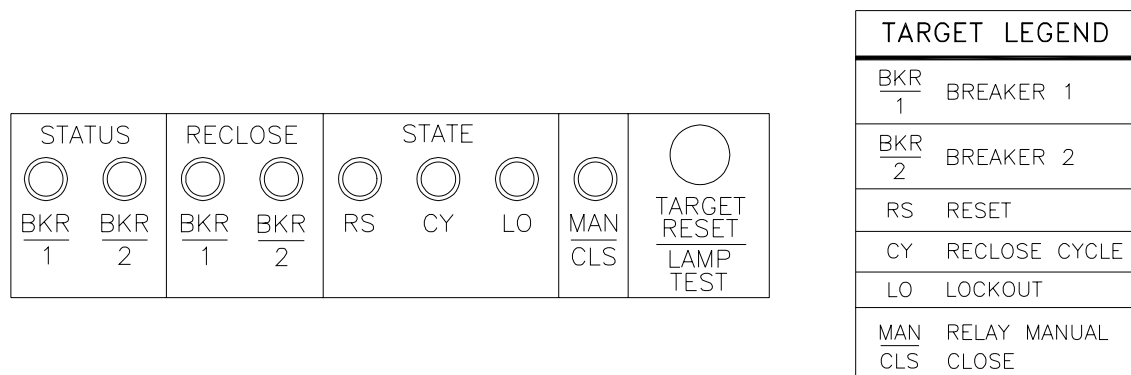 STATUS
BKR
1
BKR
2
RECLOSE
BKR
1
BKR
2
STATE
RS CY LO
MAN
CLS
TARGET
RESET
LAMP
TEST
TARGET LEGEND
BKR
1
BREAKER 1
BKR
2
BREAKER 2
RS RESET
CY RECLOSE CYCLE
LO LOCKOUT
MAN RELAY MANUAL
CLS CLOSE